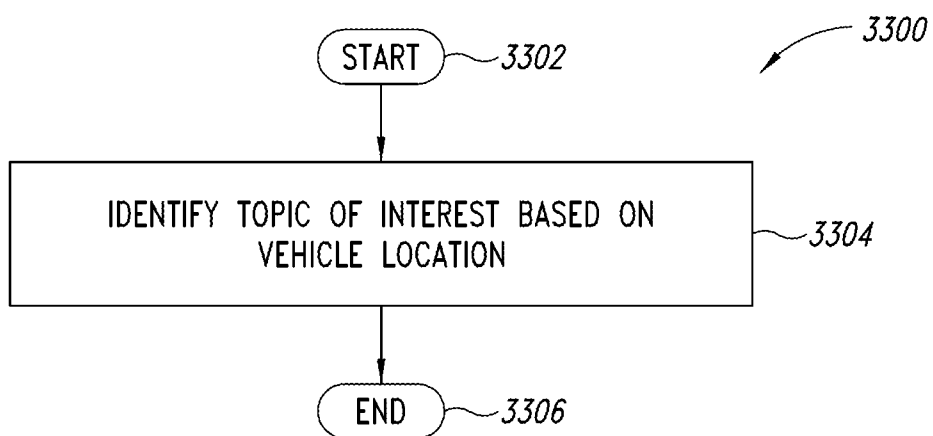 3300
START 3302
IDENTIFY TOPIC OF INTEREST BASED ON
VEHICLE LOCATION
3304
END 3306